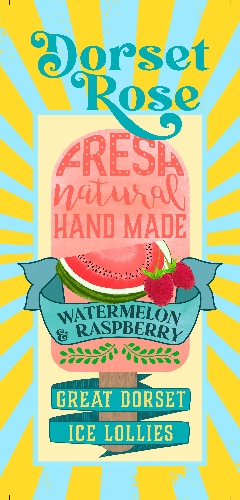 Dorset
Rose
FRESH
natural
HAND MADE
WATERMELON
& RASPBERRY
GREAT DORSET
ICE LOLLIES